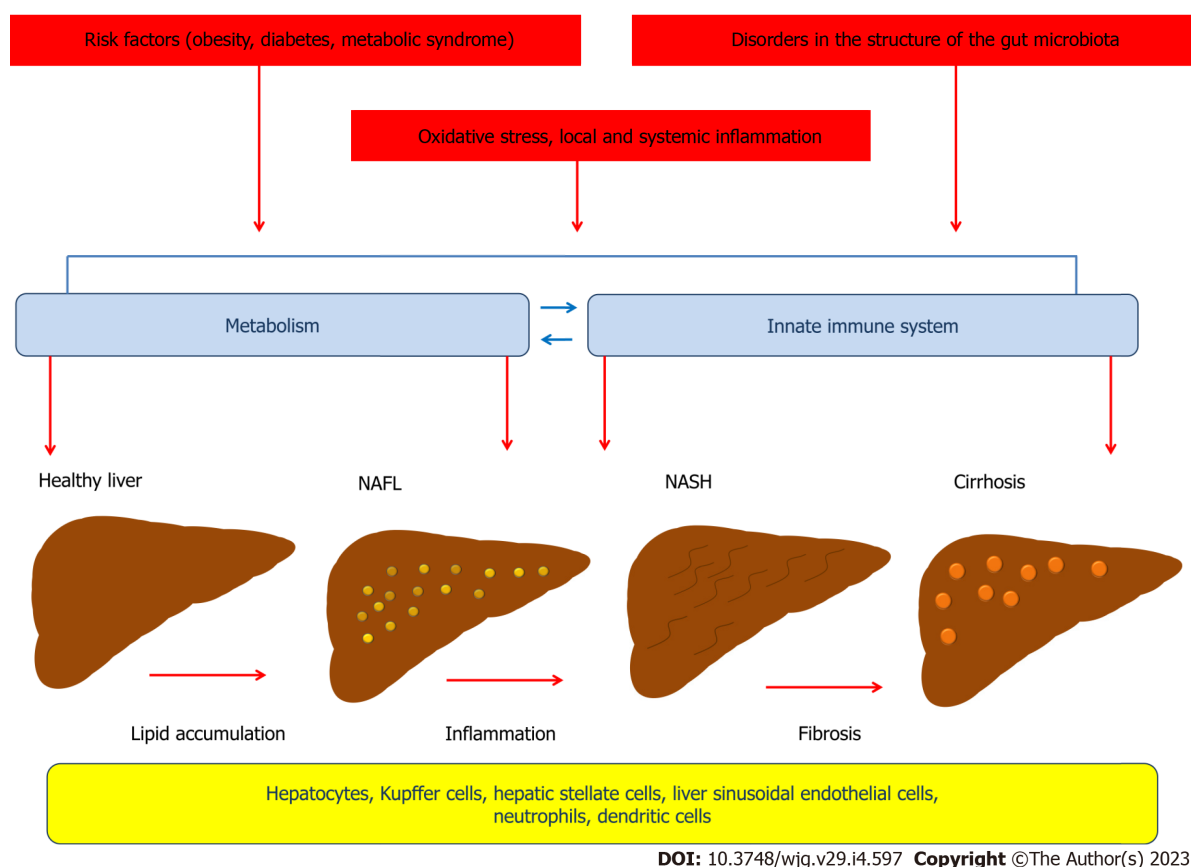 Risk factors (obesity, diabetes, metabolic syndrome)
Disorders in the structure of the gut microbiota
Oxidative stress, local and systemic inflammation
Metabolism
Innate immune system
Healthy liver
NAFL
NASH
Cirrhosis
Lipid accumulation
Inflammation
Fibrosis
Hepatocytes, Kupffer cells, hepatic stellate cells, liver sinusoidal endothelial cells,
neutrophils, dendritic cells
DOI: 10.3748/wjg.v29.i4.597 Copyright ©The Author(s) 2023